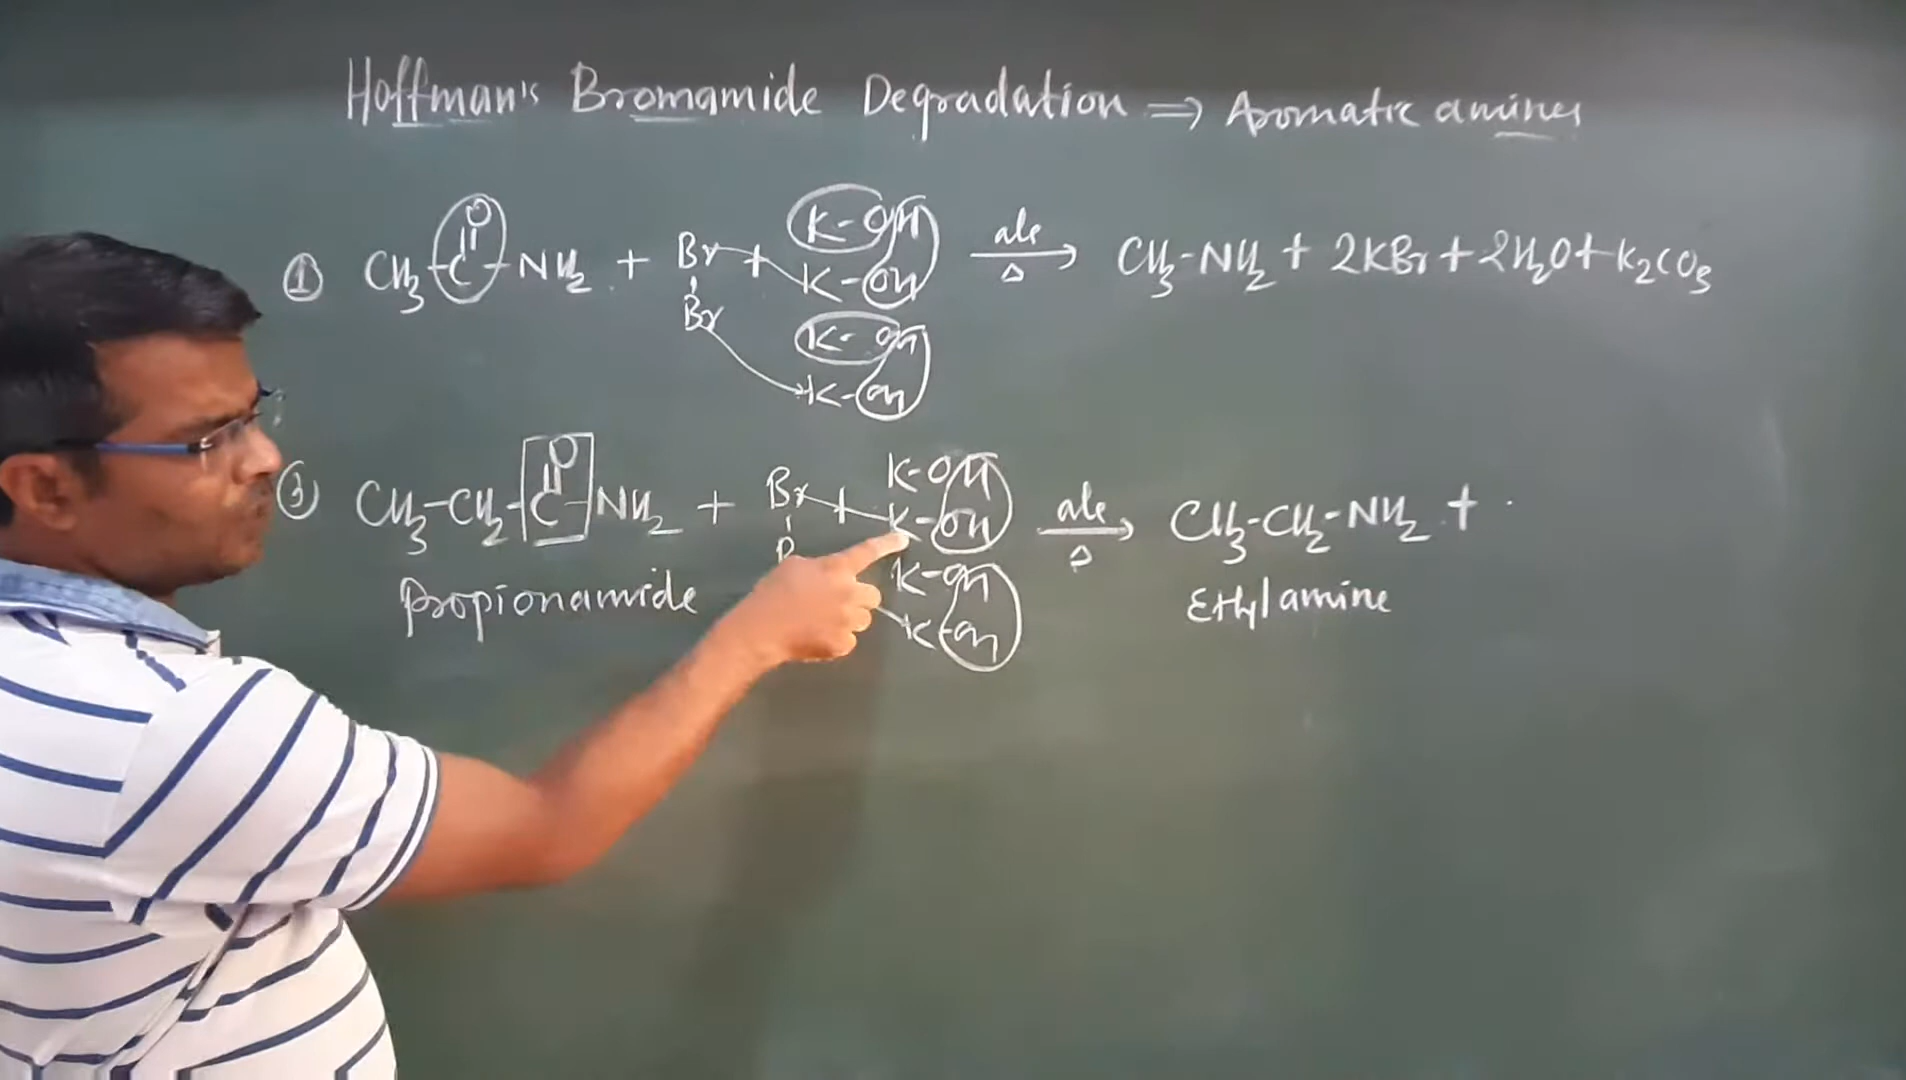 Hoffman's Bromamide Degradation ⇒ Aromatic amines
① CH3-C-NH2 + Br + K-OH alc → CH3-NH2 + 2KBr + 2H2O + K2CO3
O
Br K-OH Δ
K-OH
K-OH
③ CH3-CH2-C-NH2 + Br + K-OH alc → CH3-CH2-NH2 +
O
K-OH Δ
K-OH
K-OH
Propionamide Ethylamine